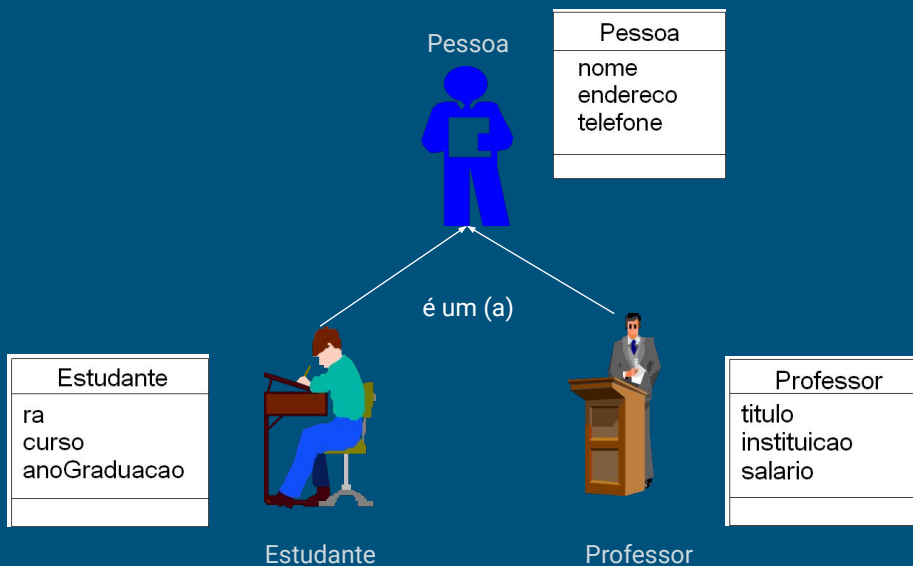 Pessoa
Pessoa
nome
endereco
telefone
é um (a)
Estudante
ra
curso
anoGraduacao
Professor
titulo
instituicao
salario
Estudante
Professor